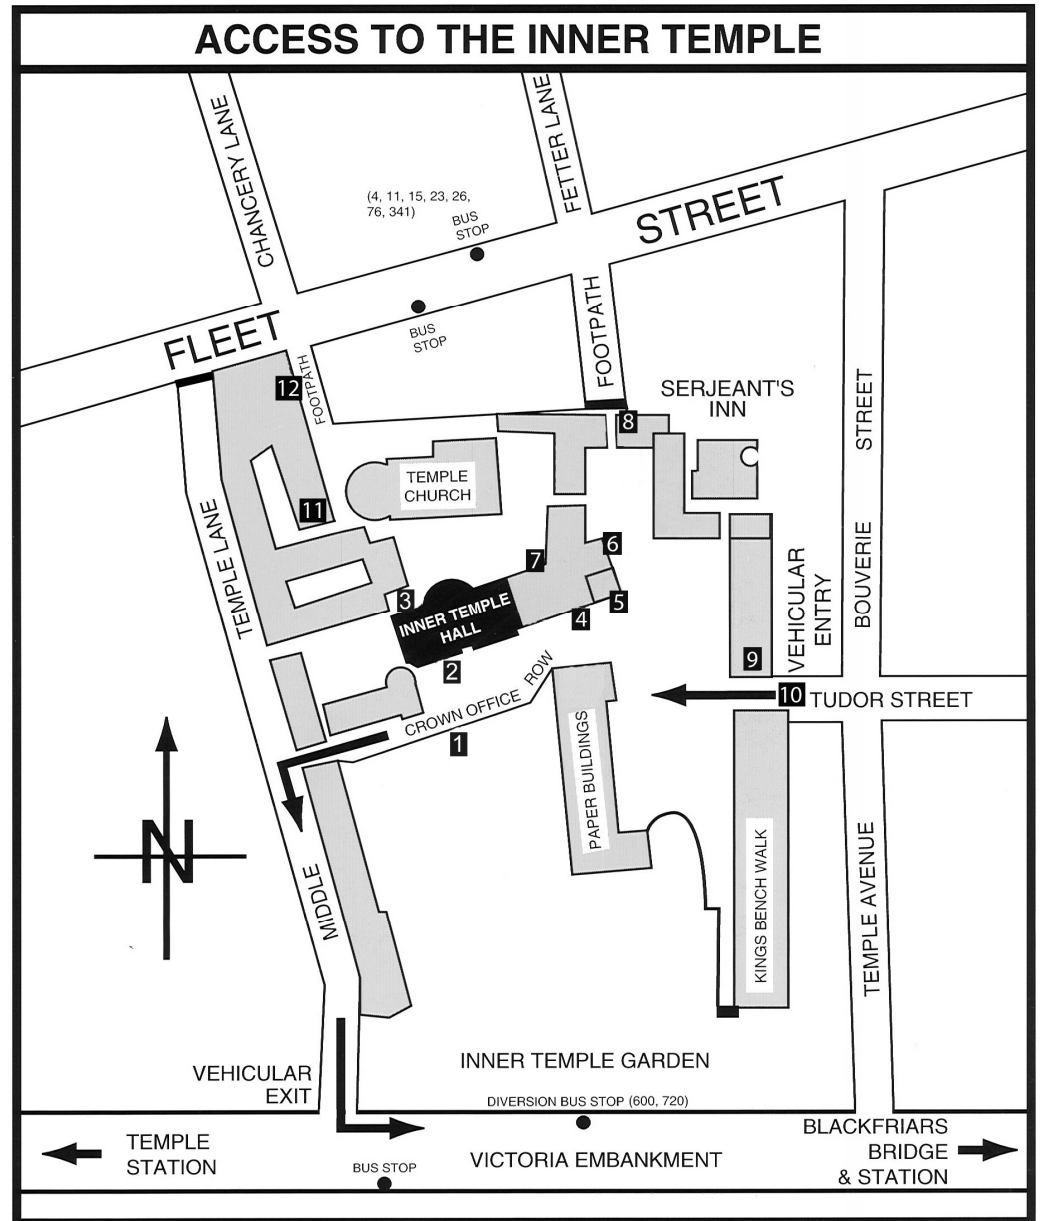 ACCESS TO THE INNER TEMPLE
CHANCERY LANE
FETTER LANE
(4, 11, 15, 23, 26,
76, 341)
BUS
STOP
STREET
FLEET
BUS
STOP
FOOTPATH
FOOTPATH
SERJEANT'S
INN
12
8
TEMPLE
CHURCH
11
BOUVERIE STREET
TEMPLE LANE
7
6
VEHICULAR
ENTRY
3
INNER TEMPLE
HALL
5
4
2
9
10
TUDOR STREET
CROWN OFFICE ROW
1
PAPER BUILDINGS
N
MIDDLE
KINGS BENCH WALK
TEMPLE AVENUE
INNER TEMPLE GARDEN
VEHICULAR
EXIT
DIVERSION BUS STOP (600, 720)
TEMPLE
STATION
BUS STOP
VICTORIA EMBANKMENT
BLACKFRIARS
BRIDGE
& STATION